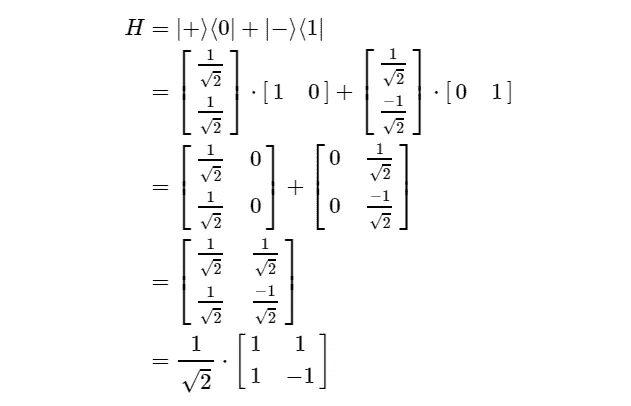 H = |+⟩⟨0| + |−⟩⟨1|
= [ 1/√2 ; 1/√2 ] · [ 1 0 ] + [ 1/√2 ; −1/√2 ] · [ 0 1 ]
= [ 1/√2 0 ; 1/√2 0 ] + [ 0 1/√2 ; 0 −1/√2 ]
= [ 1/√2 1/√2 ; 1/√2 −1/√2 ]
= 1/√2 · [ 1 1 ; 1 −1 ]